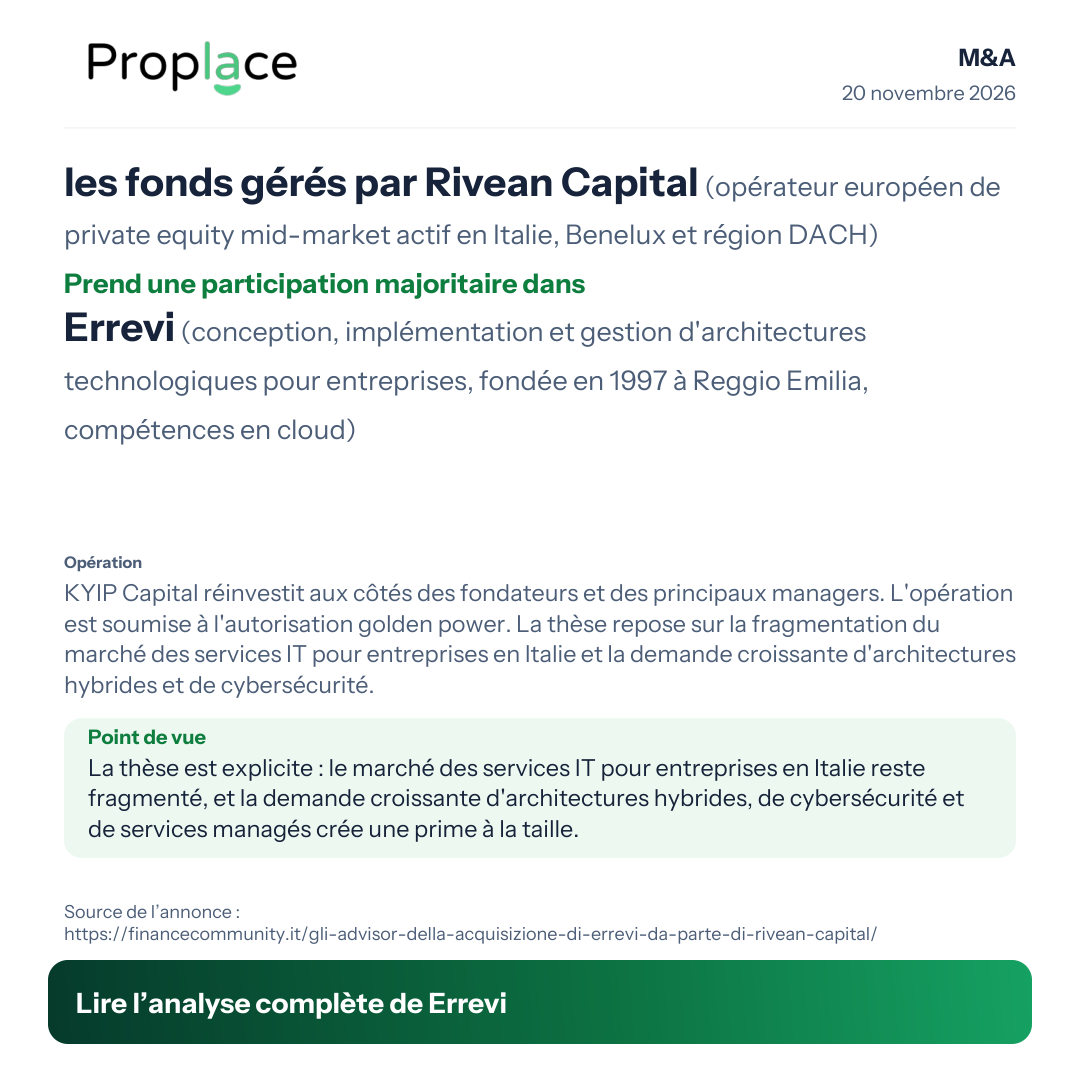 Proplace
M&A
20 novembre 2026
les fonds gérés par Rivean Capital (opérateur européen de
private equity mid-market actif en Italie, Benelux et région DACH)
Prend une participation majoritaire dans
Errevi (conception, implémentation et gestion d'architectures
technologiques pour entreprises, fondée en 1997 à Reggio Emilia,
compétences en cloud)
Opération
KYIP Capital réinvestit aux côtés des fondateurs et des principaux managers. L'opération
est soumise à l'autorisation golden power. La thèse repose sur la fragmentation du
marché des services IT pour entreprises en Italie et la demande croissante d'architectures
hybrides et de cybersécurité.
Point de vue
La thèse est explicite : le marché des services IT pour entreprises en Italie reste
fragmenté, et la demande croissante d'architectures hybrides, de cybersécurité et
de services managés crée une prime à la taille.
Source de l’annonce :
https://financecommunity.it/gli-advisor-della-acquisizione-di-errevi-da-parte-di-rivean-capital/
Lire l’analyse complète de Errevi